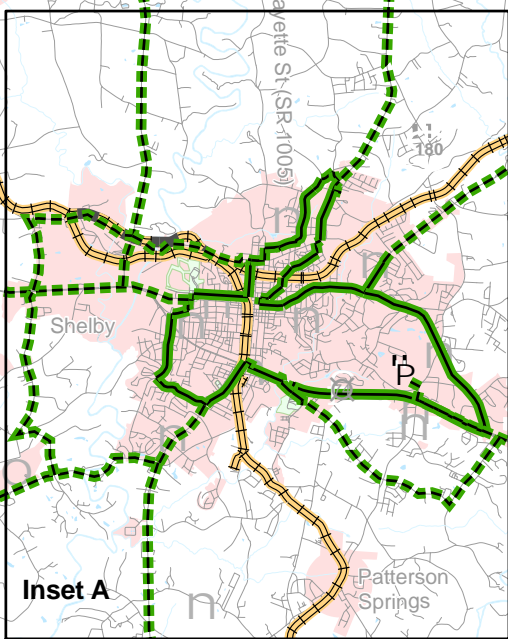 ayette St (SR 1005)
180
Shelby
P
Inset A
Patterson
Springs